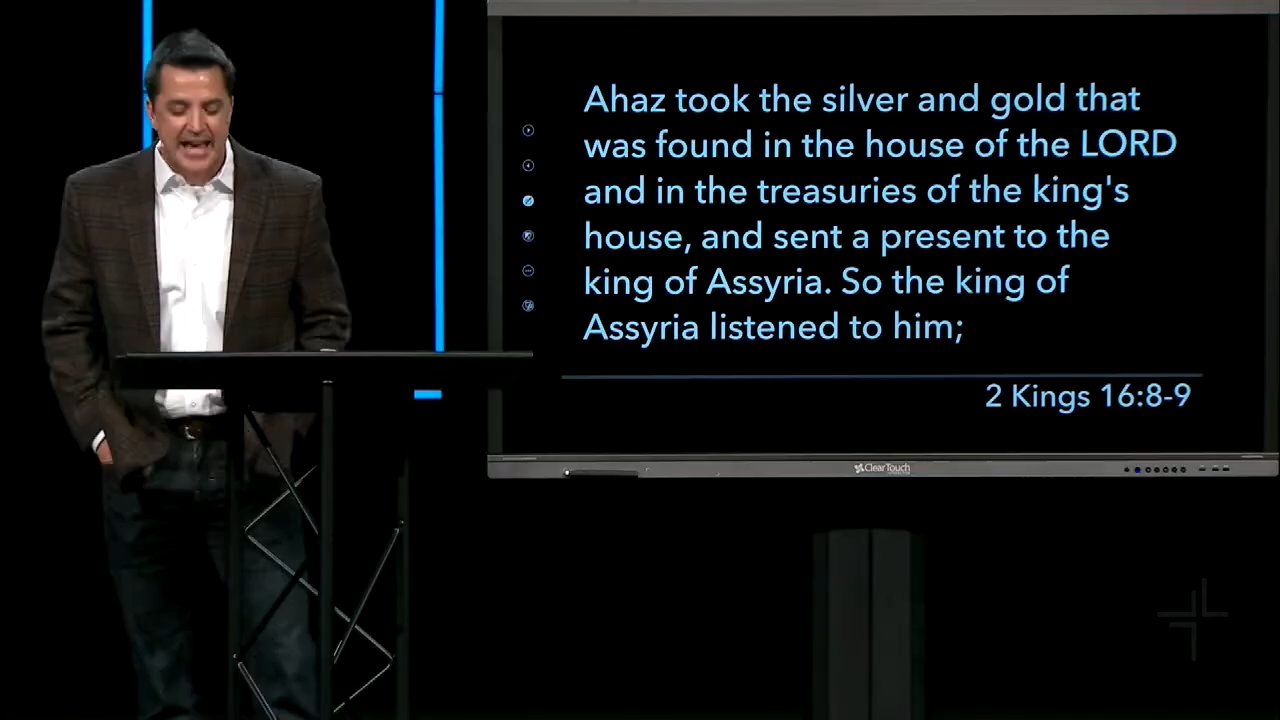 Ahaz took the silver and gold that
was found in the house of the LORD
and in the treasuries of the king's
house, and sent a present to the
king of Assyria. So the king of
Assyria listened to him;
2 Kings 16:8-9
ClearTouch